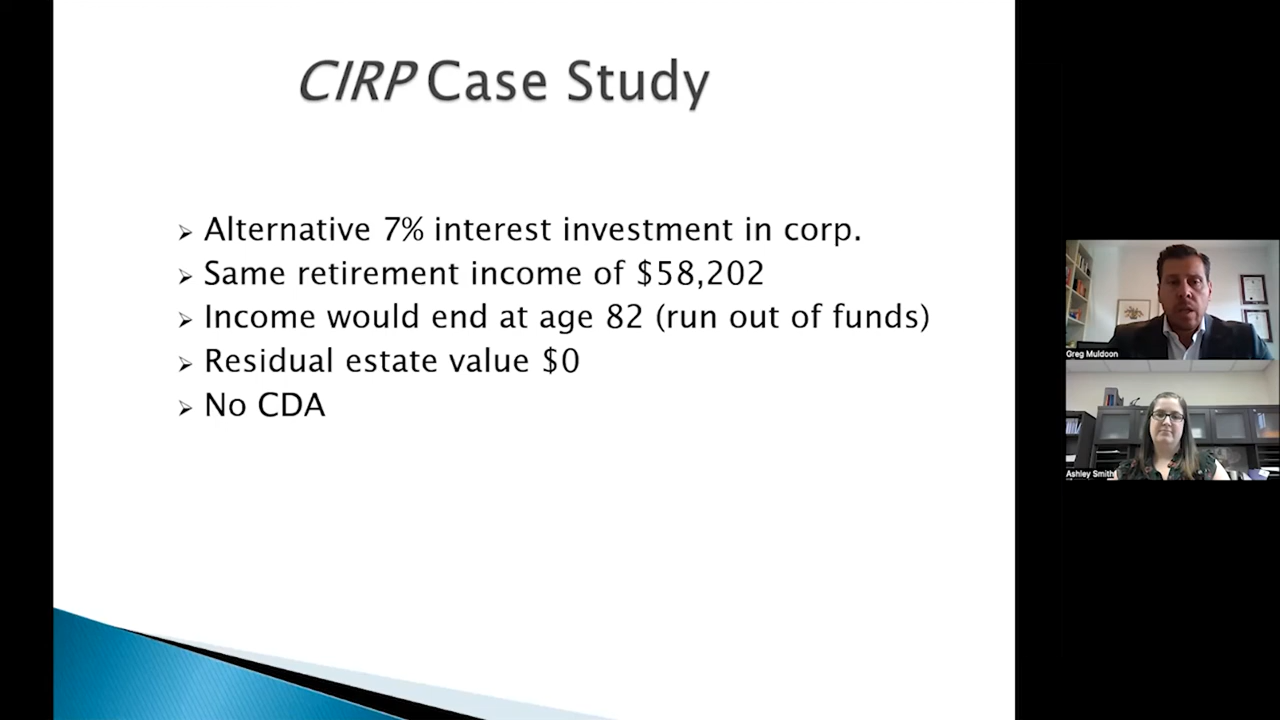 CIRP Case Study
Alternative 7% interest investment in corp.
Same retirement income of $58,202
Income would end at age 82 (run out of funds)
Residual estate value $0
No CDA
Greg Muldoon
Ashley Smith